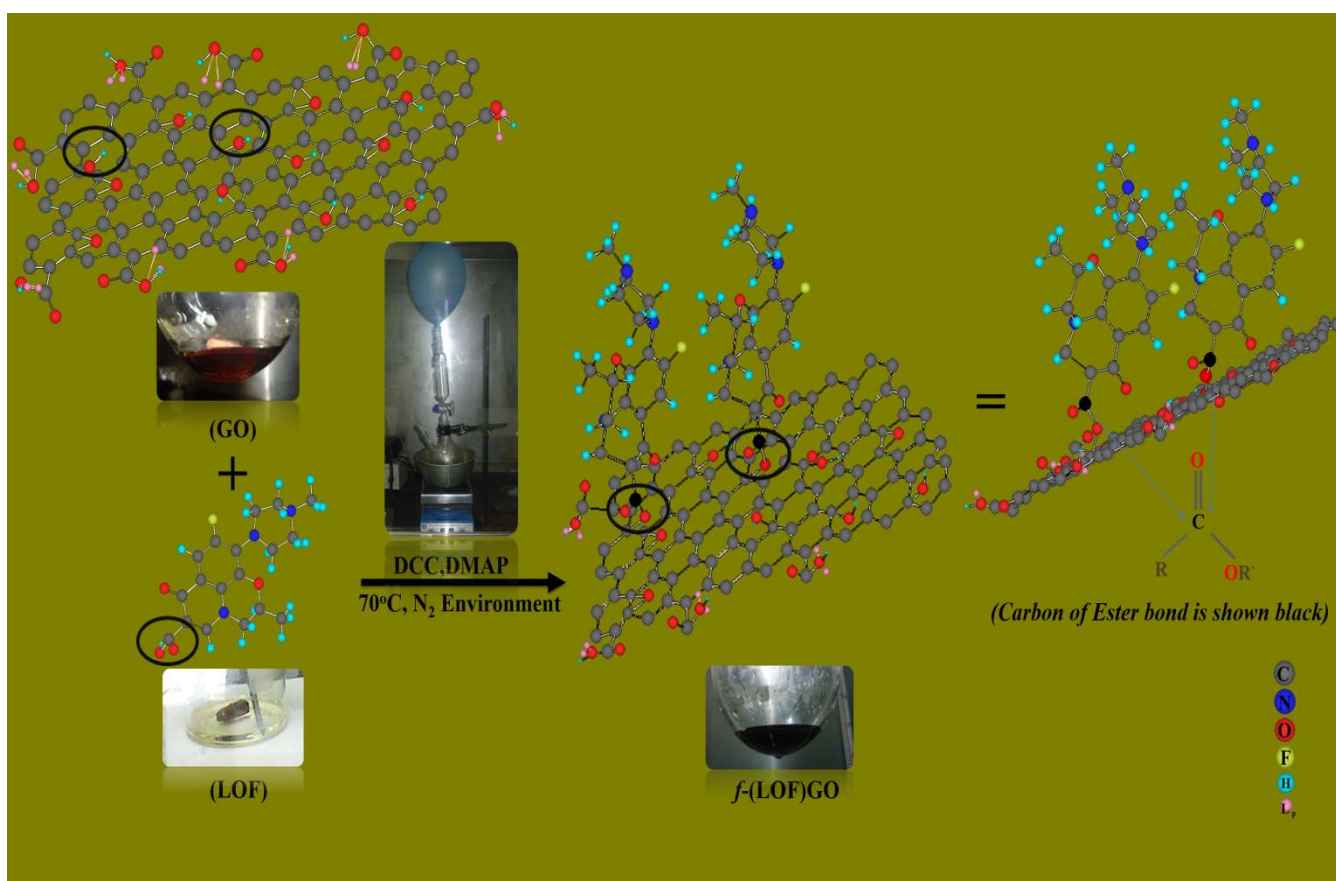 (GO)
+
(LOF)
DCC,DMAP
70°C, N₂ Environment
f-(LOF)GO
=
O
C
R
OR'
(Carbon of Ester bond is shown black)
C
N
O
F
H
Lp